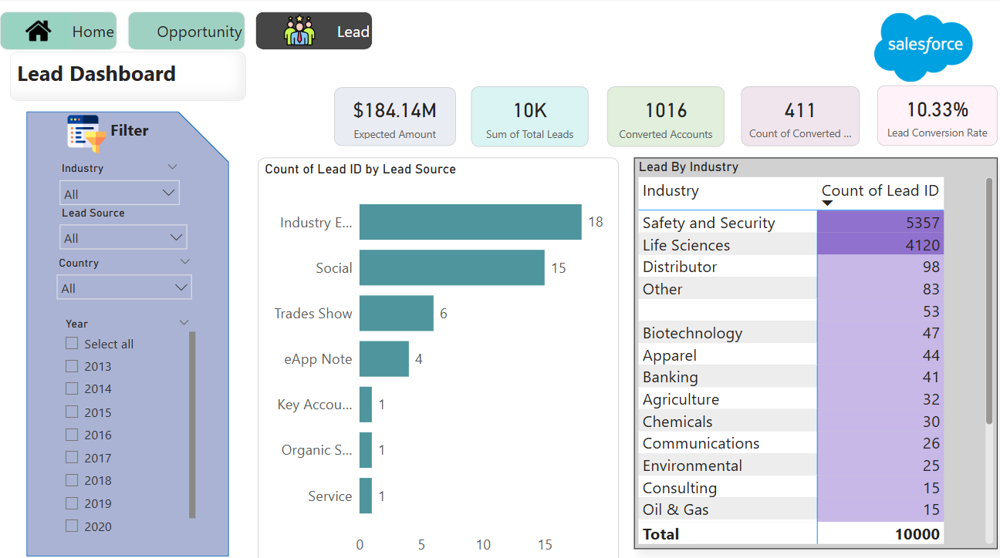 Home
Opportunity
Lead
salesforce
Lead Dashboard
$184.14M
Expected Amount
10K
Sum of Total Leads
1016
Converted Accounts
411
Count of Converted ...
10.33%
Lead Conversion Rate
Filter
Industry
All
Lead Source
All
Country
All
Year
Select all
2013
2014
2015
2016
2017
2018
2019
2020
Count of Lead ID by Lead Source
Industry E... 18
Social 15
Trades Show 6
eApp Note 4
Key Accou... 1
Organic S... 1
Service 1
0 5 10 15
Lead By Industry
Industry Count of Lead ID
Safety and Security 5357
Life Sciences 4120
Distributor 98
Other 83
53
Biotechnology 47
Apparel 44
Banking 41
Agriculture 32
Chemicals 30
Communications 26
Environmental 25
Consulting 15
Oil & Gas 15
Total 10000